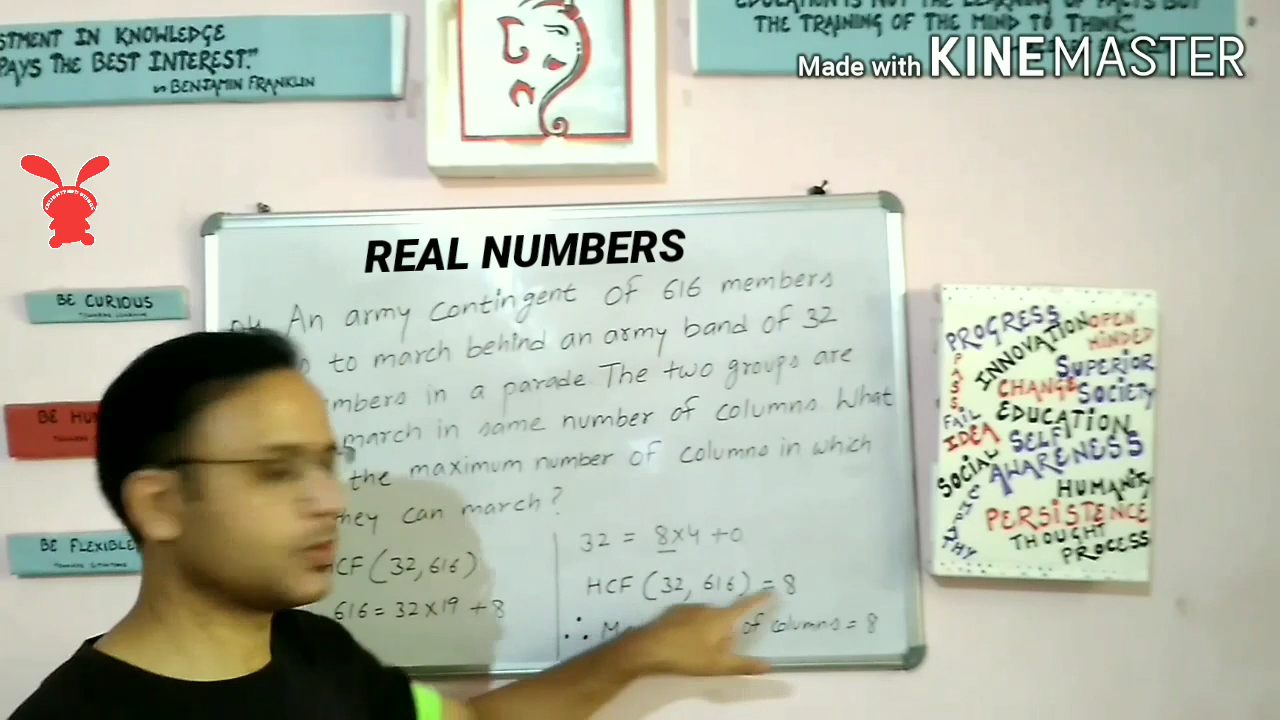 STMENT IN KNOWLEDGE
PAYS THE BEST INTEREST."
BENJAMIN FRANKLIN
EDUCATION IS NOT THE LEARNING OF FACTS BUT
THE TRAINING OF THE MIND TO THINK.
Made with KINEMASTER
REAL NUMBERS
An army contingent of 616 members
to march behind an army band of 32
mbers in a parade. The two groups are
march in same number of columns. What
the maximum number of columns in which
they can march?
CF (32, 616)
616 = 32 × 19 + 8
32 = 8 × 4 + 0
HCF (32, 616) = 8
∴ of columns = 8
BE CURIOUS
BE HU
BE FLEXIBLE
PROGRESS
INNOVATION
OPEN
MINDED
PASS
FAIL
SUPERIOR
CHANGE
SOCIETY
EDUCATION
IDEA
SELF
AWARENESS
SOCIAL
HUMANITY
PERSISTENCE
THOUGHT
PROCESS